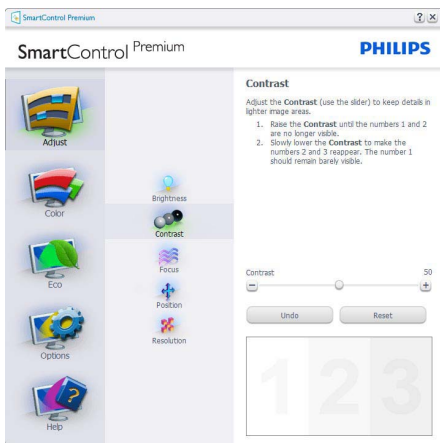 SmartControl Premium
? ×
SmartControl Premium
PHILIPS
Adjust
Color
Eco
Options
Help
Brightness
Contrast
Focus
Position
Resolution
Contrast
Adjust the Contrast (use the slider) to keep details in
lighter image areas.
1. Raise the Contrast until the numbers 1 and 2
are no longer visible.
2. Slowly lower the Contrast to make the
numbers 2 and 3 reappear. The number 1
should remain barely visible.
Contrast 50
Undo Reset
1 2 3